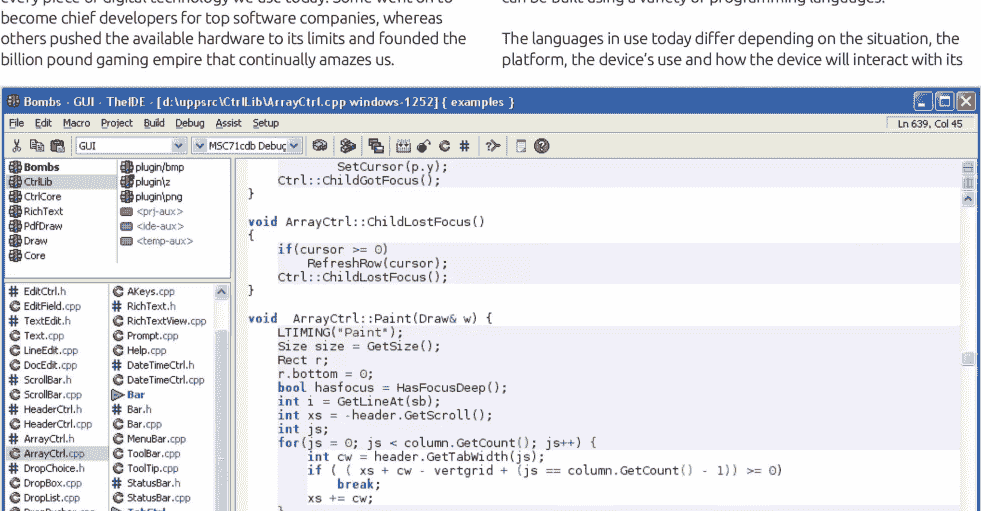 every piece of digital technology we use today. Some went on to
become chief developers for top software companies, whereas
others pushed the available hardware to its limits and founded the
billion pound gaming empire that continually amazes us.
can be built using a variety of programming languages.
The languages in use today differ depending on the situation, the
platform, the device's use and how the device will interact with its
Bombs - GUI - TheIDE - [d:\uppsrc\CtrlLib\ArrayCtrl.cpp windows-1252] { examples }
File Edit Macro Project Build Debug Assist Setup
Ln 639, Col 45
GUI
MSC71cdb Debug
Bombs
CtrlLib
CtrlCore
RichText
PdfDraw
Draw
Core
plugin/bmp
plugin\z
plugin\png
<prj-aux>
<ide-aux>
<temp-aux>
EditCtrl.h
EditField.cpp
TextEdit.h
Text.cpp
LineEdit.cpp
DocEdit.cpp
ScrollBar.h
ScrollBar.cpp
HeaderCtrl.h
HeaderCtrl.cpp
ArrayCtrl.h
ArrayCtrl.cpp
DropChoice.h
DropBox.cpp
DropList.cpp
DropPusher.cpp
AKeys.cpp
RichText.h
RichTextView.cpp
Prompt.cpp
Help.cpp
DateTimeCtrl.h
DateTimeCtrl.cpp
Bar
Bar.h
Bar.cpp
MenuBar.cpp
ToolBar.cpp
ToolTip.cpp
StatusBar.h
StatusBar.cpp
TabCtrl
SetCursor(p.y);
Ctrl::ChildGotFocus();
}
void ArrayCtrl::ChildLostFocus()
{
if(cursor >= 0)
RefreshRow(cursor);
Ctrl::ChildLostFocus();
}
void  ArrayCtrl::Paint(Draw& w) {
LTIMING("Paint");
Size size = GetSize();
Rect r;
r.bottom = 0;
bool hasfocus = HasFocusDeep();
int i = GetLineAt(sb);
int xs = -header.GetScroll();
int js;
for(js = 0; js < column.GetCount(); js++) {
int cw = header.GetTabWidth(js);
if ( ( xs + cw - vertgrid + (js == column.GetCount() - 1)) >= 0)
break;
xs += cw;
}